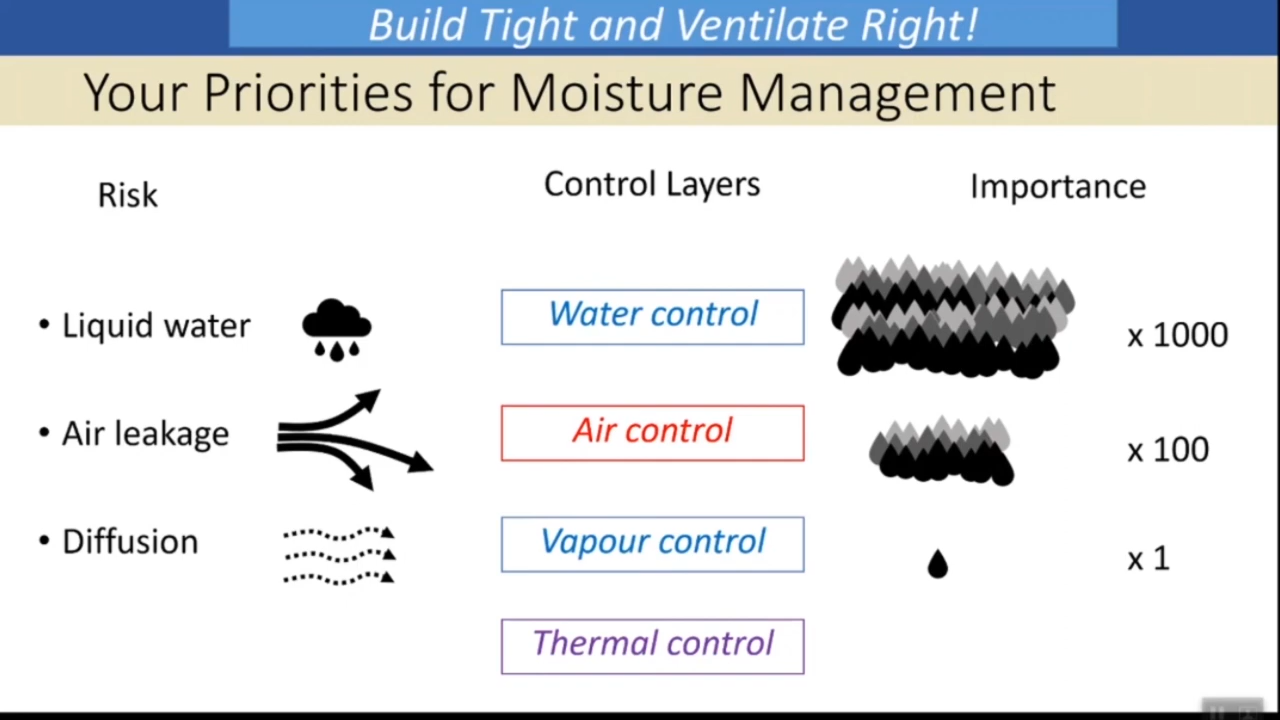 Build Tight and Ventilate Right!
Your Priorities for Moisture Management
Risk
Control Layers
Importance
• Liquid water
Water control
x 1000
• Air leakage
Air control
x 100
• Diffusion
Vapour control
x 1
Thermal control